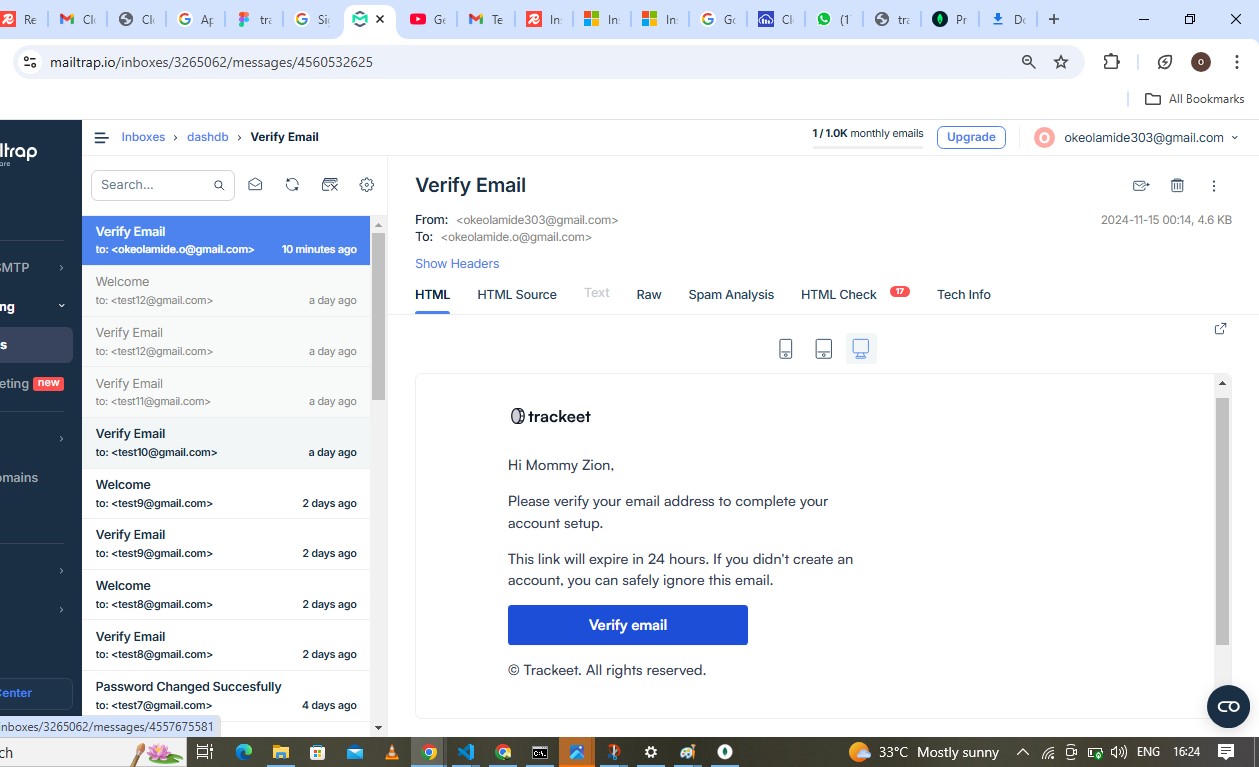 Re
Cl
Cl
Ap
tra
Sig
Ge
Te
Ins
Ins
Int
Go
Cl
(1
tra
Pr
Do
mailtrap.io/inboxes/3265062/messages/4560532625
All Bookmarks
Inboxes › dashdb › Verify Email
1 / 1.0K monthly emails
Upgrade
okeolamide303@gmail.com
ltrap
SMTP
ng
s
eting new
omains
Center
Search...
Verify Email
to: <okeolamide.o@gmail.com> 10 minutes ago
Welcome
to: <test12@gmail.com> a day ago
Verify Email
to: <test12@gmail.com> a day ago
Verify Email
to: <test11@gmail.com> a day ago
Verify Email
to: <test10@gmail.com> a day ago
Welcome
to: <test9@gmail.com> 2 days ago
Verify Email
to: <test9@gmail.com> 2 days ago
Welcome
to: <test8@gmail.com> 2 days ago
Verify Email
to: <test8@gmail.com> 2 days ago
Password Changed Succesfully
to: <test7@gmail.com> 4 days ago
Verify Email
From: <okeolamide303@gmail.com>
2024-11-15 00:14, 4.6 KB
To: <okeolamide.o@gmail.com>
Show Headers
HTML HTML Source Text Raw Spam Analysis HTML Check 17 Tech Info
trackeet
Hi Mommy Zion,
Please verify your email address to complete your
account setup.
This link will expire in 24 hours. If you didn't create an
account, you can safely ignore this email.
Verify email
© Trackeet. All rights reserved.
nboxes/3265062/messages/4557675581
ch
33°C Mostly sunny
ENG
16:24